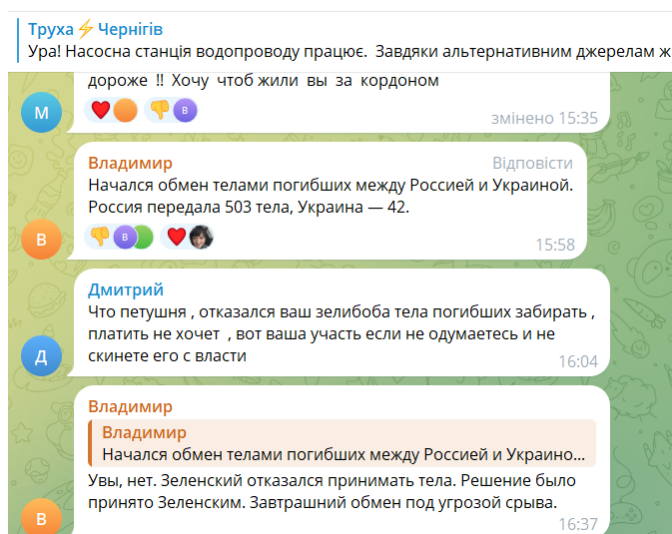 Труха⚡Чернігів
Ура! Насосна станція водопроводу працює. Завдяки альтернативним джерелам ж
дороже !! Хочу чтоб жили вы за кордоном
М
В
змінено 15:35
Владимир
Відповісти
Начался обмен телами погибших между Россией и Украиной.
Россия передала 503 тела, Украина — 42.
В
В
15:58
Дмитрий
Что петушня , отказался ваш зелибоба тела погибших забирать ,
платить не хочет , вот ваша участь если не одумаетесь и не
скинете его с власти
Д
16:04
Владимир
Владимир
Начался обмен телами погибших между Россией и Украино...
Увы, нет. Зеленский отказался принимать тела. Решение было
принято Зеленским. Завтрашний обмен под угрозой срыва.
В
16:37